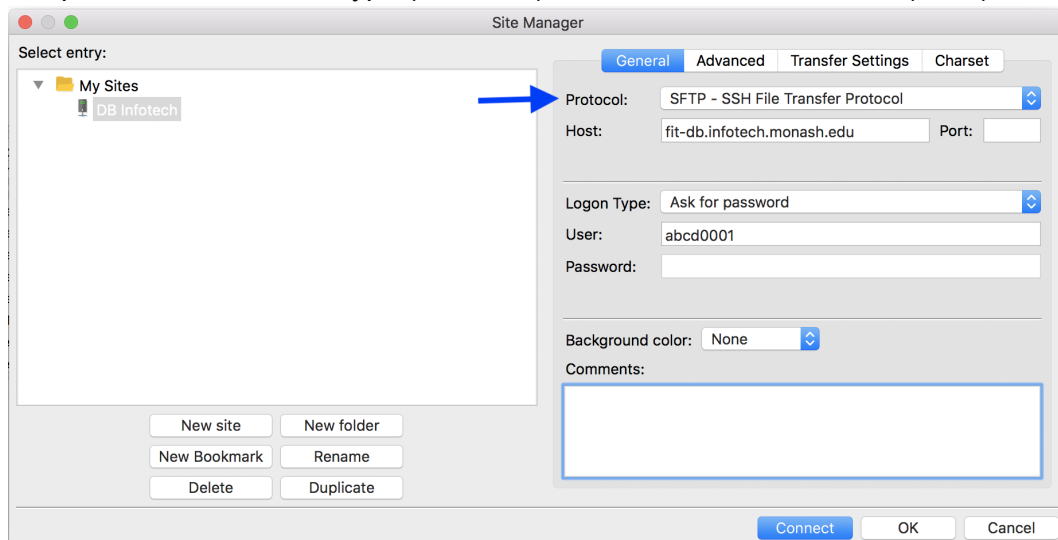 Site Manager
Select entry:
My Sites
DB Infotech
New site New folder
New Bookmark Rename
Delete Duplicate
General Advanced Transfer Settings Charset
Protocol: SFTP - SSH File Transfer Protocol
Host: fit-db.infotech.monash.edu Port:
Logon Type: Ask for password
User: abcd0001
Password:
Background color: None
Comments:
Connect OK Cancel